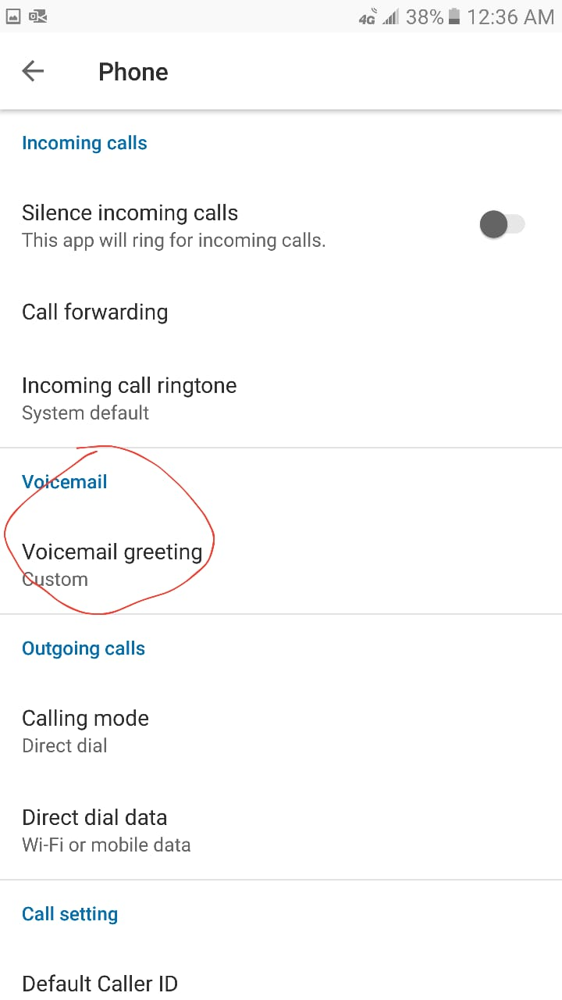 4G 38% 12:36 AM
Phone
Incoming calls
Silence incoming calls
This app will ring for incoming calls.
Call forwarding
Incoming call ringtone
System default
Voicemail
Voicemail greeting
Custom
Outgoing calls
Calling mode
Direct dial
Direct dial data
Wi-Fi or mobile data
Call setting
Default Caller ID